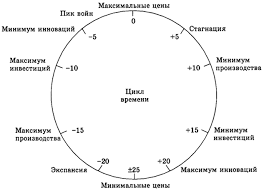 Максимальные цены
0
Пик войн
Минимум инноваций
−5
+5
Стагнация
Максимум
инвестиций
−10
+10
Минимум
производства
Цикл
времени
Максимум
производства
−15
+15
Минимум
инвестиций
Экспансия
−20
±25
+20
Максимум инноваций
Минимальные цены